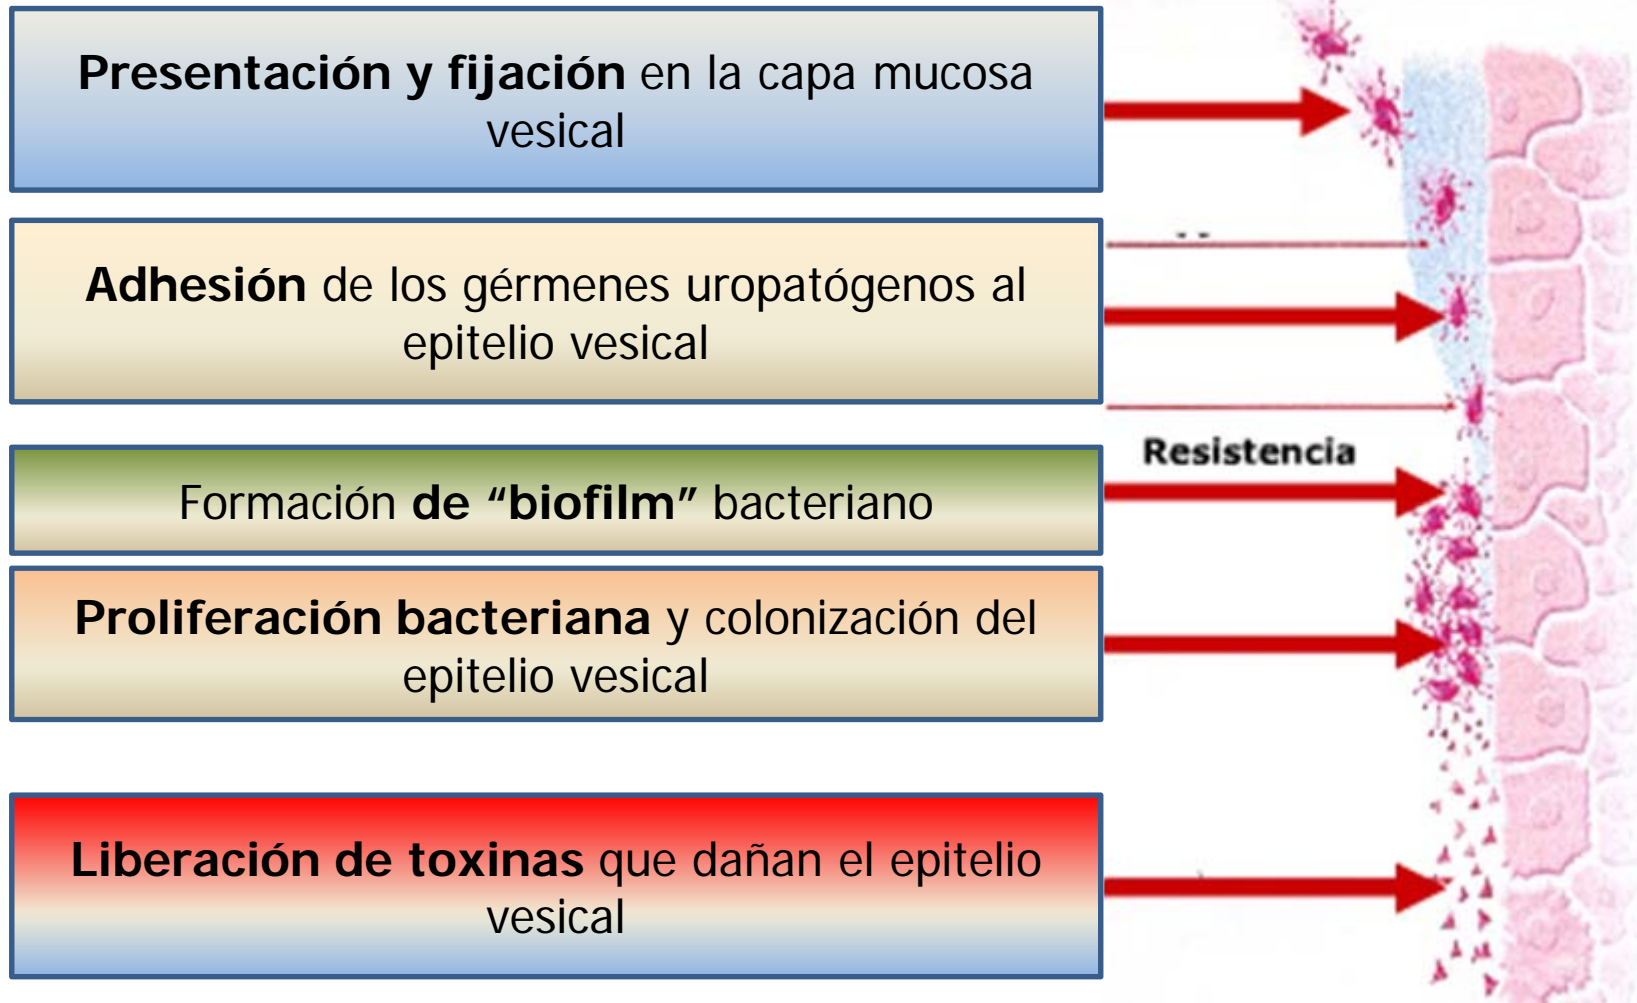 Presentación y fijación en la capa mucosa
vesical
Adhesión de los gérmenes uropatógenos al
epitelio vesical
Resistencia
Formación de “biofilm” bacteriano
Proliferación bacteriana y colonización del
epitelio vesical
Liberación de toxinas que dañan el epitelio
vesical